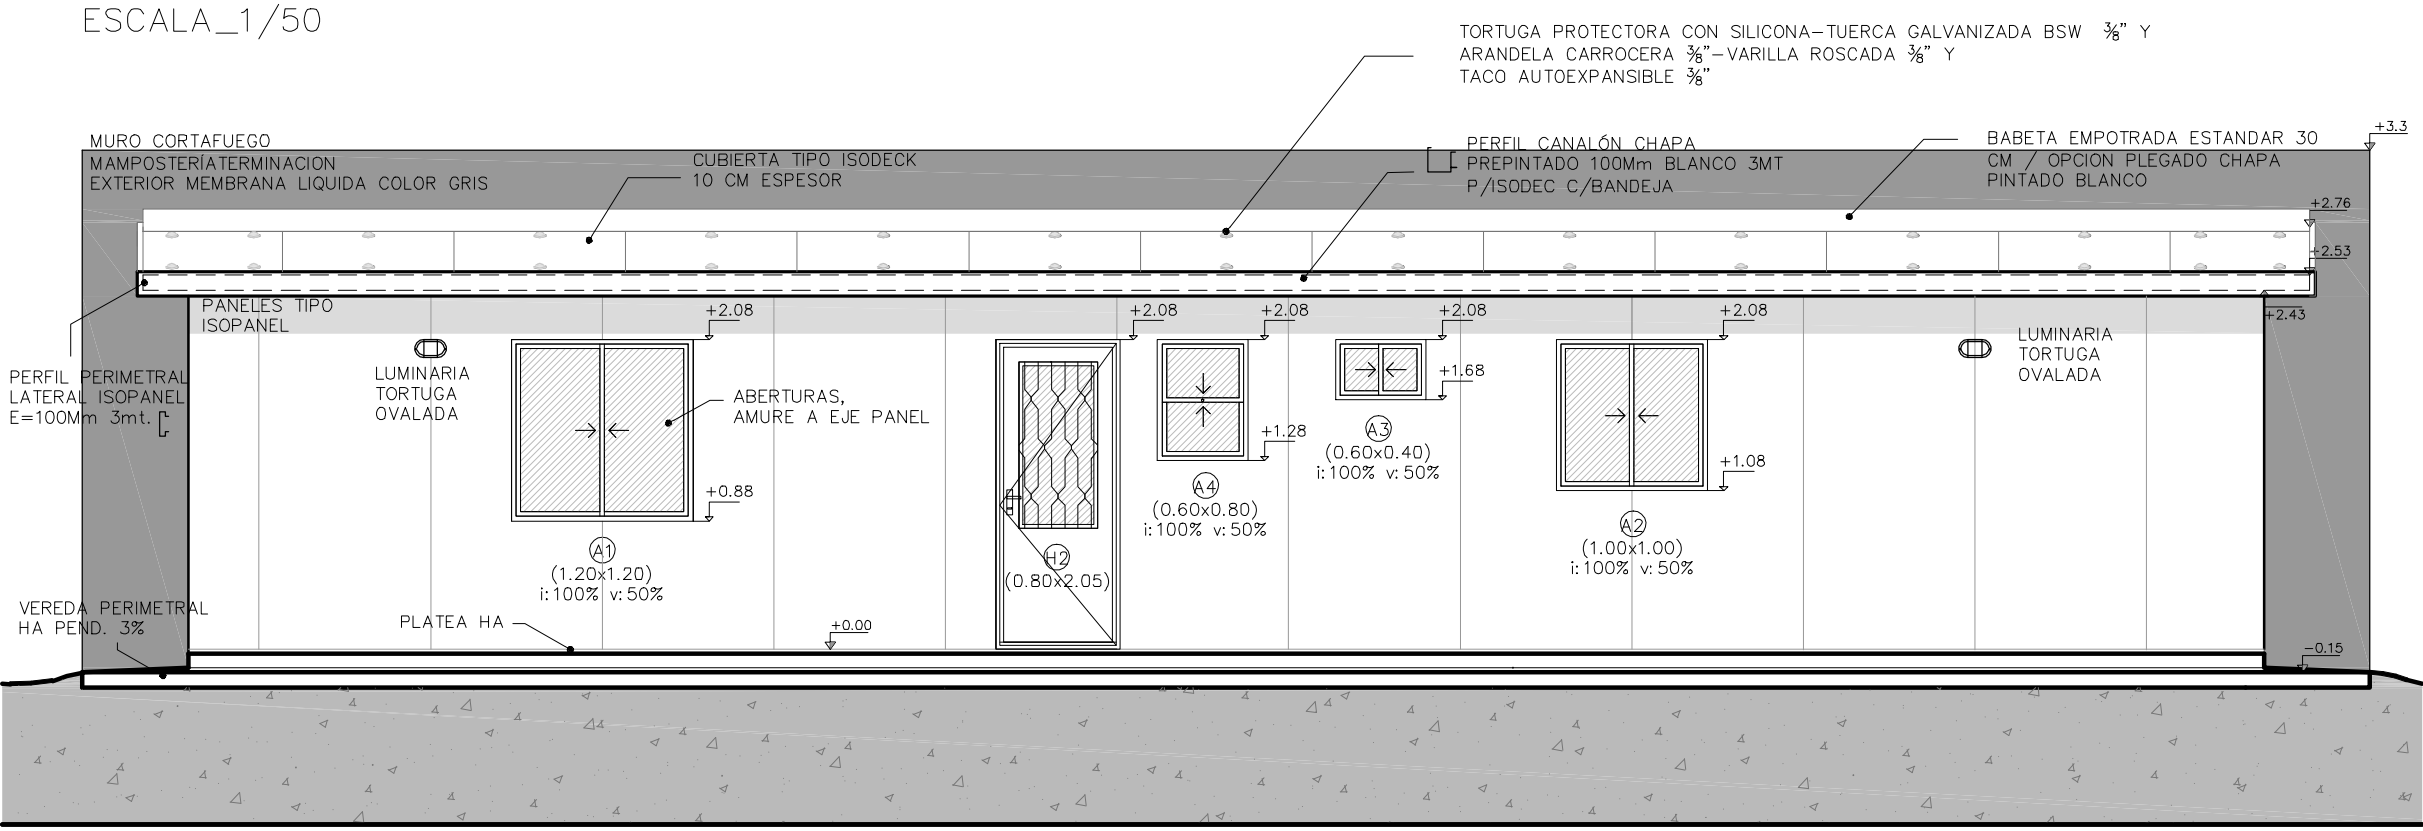 ESCALA_1/50
TORTUGA PROTECTORA CON SILICONA-TUERCA GALVANIZADA BSW ⅜" Y
ARANDELA CARROCERA ⅜"-VARILLA ROSCADA ⅜" Y
TACO AUTOEXPANSIBLE ⅜"
+3.3
MURO CORTAFUEGO
MAMPOSTERÍATERMINACION
EXTERIOR MEMBRANA LIQUIDA COLOR GRIS
CUBIERTA TIPO ISODECK
10 CM ESPESOR
PERFIL CANALÓN CHAPA
PREPINTADO 100Mm BLANCO 3MT
P/ISODEC C/BANDEJA
BABETA EMPOTRADA ESTANDAR 30
CM / OPCION PLEGADO CHAPA
PINTADO BLANCO
+2.76
+2.53
+2.43
PANELES TIPO
ISOPANEL
+2.08
+2.08
+2.08
+2.08
+2.08
LUMINARIA
TORTUGA
OVALADA
PERFIL PERIMETRAL
LATERAL ISOPANEL
E=100Mm 3mt.
LUMINARIA
TORTUGA
OVALADA
ABERTURAS,
AMURE A EJE PANEL
+1.68
+1.28
+1.08
+0.88
A3
(0.60x0.40)
i:100% v:50%
A4
(0.60x0.80)
i:100% v:50%
A2
(1.00x1.00)
i:100% v:50%
A1
(1.20x1.20)
i:100% v:50%
H2
(0.80x2.05)
VEREDA PERIMETRAL
HA PEND. 3%
PLATEA HA
+0.00
-0.15